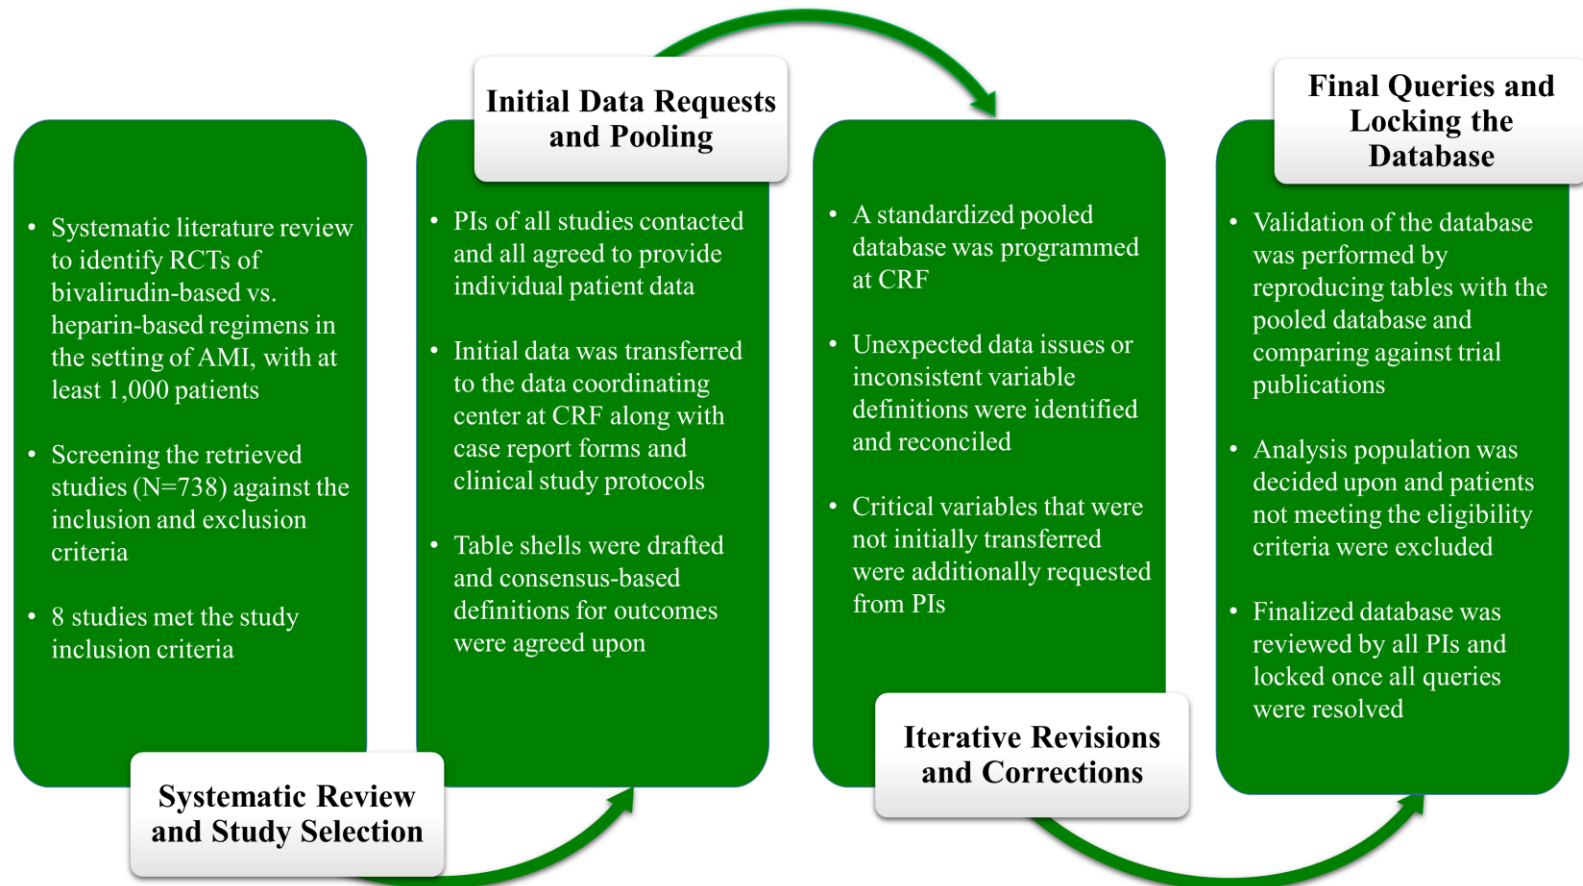 • Systematic literature review
to identify RCTs of
bivalirudin-based vs.
heparin-based regimens in
the setting of AMI, with at
least 1,000 patients
• Screening the retrieved
studies (N=738) against the
inclusion and exclusion
criteria
• 8 studies met the study
inclusion criteria
Systematic Review
and Study Selection
Initial Data Requests
and Pooling
• PIs of all studies contacted
and all agreed to provide
individual patient data
• Initial data was transferred
to the data coordinating
center at CRF along with
case report forms and
clinical study protocols
• Table shells were drafted
and consensus-based
definitions for outcomes
were agreed upon
• A standardized pooled
database was programmed
at CRF
• Unexpected data issues or
inconsistent variable
definitions were identified
and reconciled
• Critical variables that were
not initially transferred
were additionally requested
from PIs
Iterative Revisions
and Corrections
Final Queries and
Locking the
Database
• Validation of the database
was performed by
reproducing tables with the
pooled database and
comparing against trial
publications
• Analysis population was
decided upon and patients
not meeting the eligibility
criteria were excluded
• Finalized database was
reviewed by all PIs and
locked once all queries
were resolved